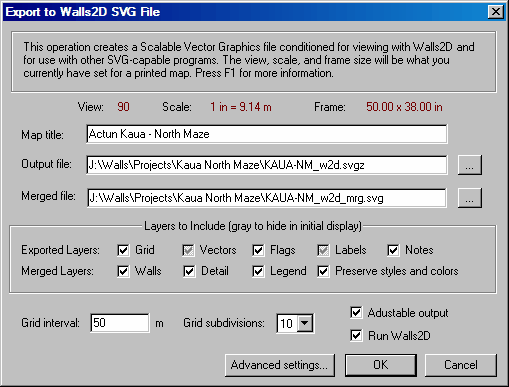 Export to Walls2D SVG File
This operation creates a Scalable Vector Graphics file conditioned for viewing with Walls2D and
for use with other SVG-capable programs. The view, scale, and frame size will be what you
currently have set for a printed map. Press F1 for more information.
View: 90 Scale: 1 in = 9.14 m Frame: 50.00 x 38.00 in
Map title: Actun Kaua - North Maze
Output file: J:\Walls\Projects\Kaua North Maze\KAUA-NM_w2d.svgz ...
Merged file: J:\Walls\Projects\Kaua North Maze\KAUA-NM_w2d_mrg.svg ...
Layers to Include (gray to hide in initial display)
Exported Layers: Grid Vectors Flags Labels Notes
Merged Layers: Walls Detail Legend Preserve styles and colors
Grid interval: 50 m Grid subdivisions: 10
Adustable output
Run Walls2D
Advanced settings... OK Cancel